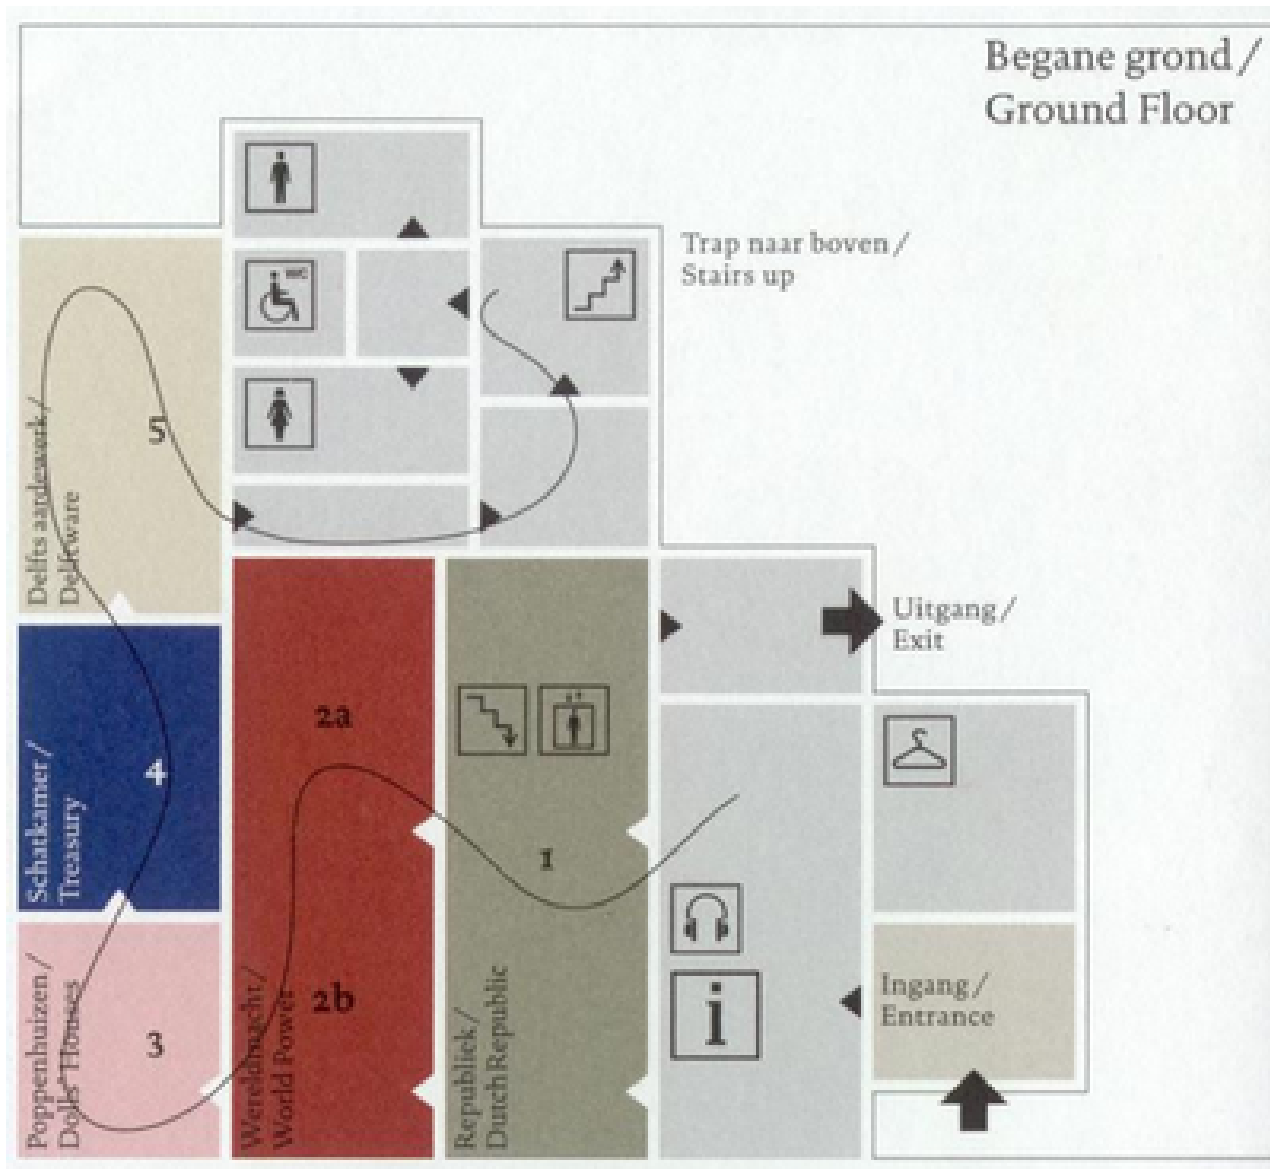 Begane grond /
Ground Floor
WC
Trap naar boven /
Stairs up
Delfts aardewerk /
Delftware
5
Uitgang /
Exit
2a
Schatkamer /
Treasury
4
1
Ingang /
Entrance
i
Poppenhuizen /
Dolls' Houses
3
Wereldmacht /
World Power
2b
Republiek /
Dutch Republic